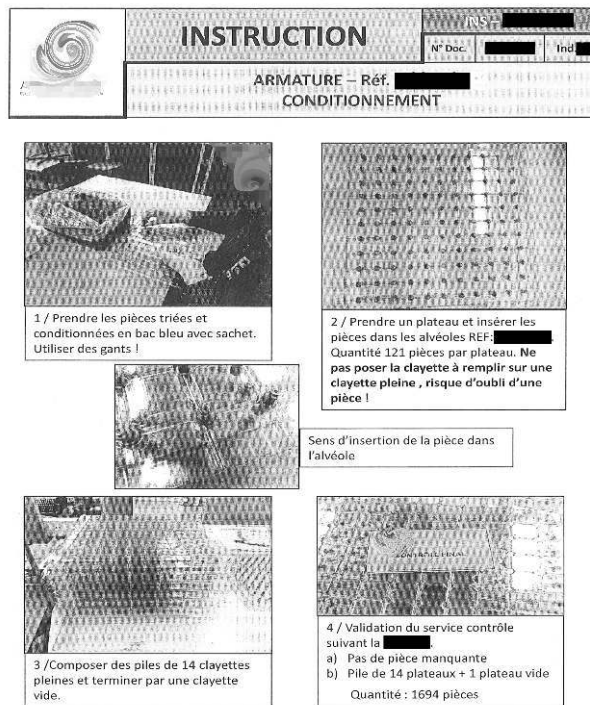 INSTRUCTION
INS –
N° Doc.
Ind.
ARMATURE – Réf.
CONDITIONNEMENT
1 / Prendre les pièces triées et
conditionnées en bac bleu avec sachet.
Utiliser des gants !
2 / Prendre un plateau et insérer les
pièces dans les alvéoles REF:
Quantité 121 pièces par plateau. Ne
pas poser la clayette à remplir sur une
clayette pleine , risque d'oubli d'une
pièce !
Sens d'insertion de la pièce dans
l'alvéole
3 /Composer des piles de 14 clayettes
pleines et terminer par une clayette
vide.
CONTROLE FINAL
4 / Validation du service contrôle
suivant la
a) Pas de pièce manquante
b) Pile de 14 plateaux + 1 plateau vide
Quantité : 1694 pièces